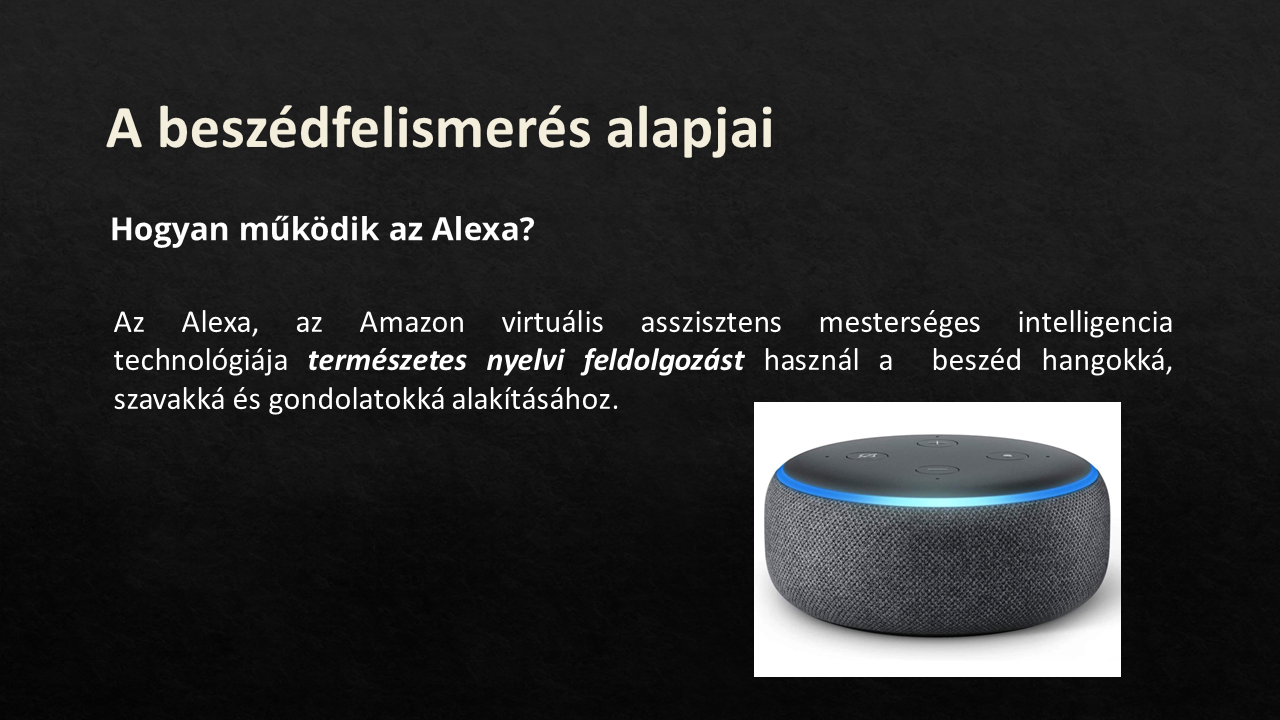 A beszédfelismerés alapjai
Hogyan működik az Alexa?
Az Alexa, az Amazon virtuális asszisztens mesterséges intelligencia
technológiája természetes nyelvi feldolgozást használ a beszéd hangokká,
szavakká és gondolatokká alakításához.